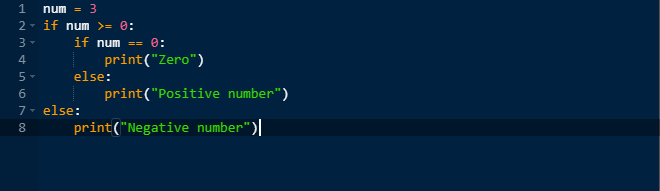 1 num = 3
2 if num >= 0:
3     if num == 0:
4         print("Zero")
5     else:
6         print("Positive number")
7 else:
8     print("Negative number")